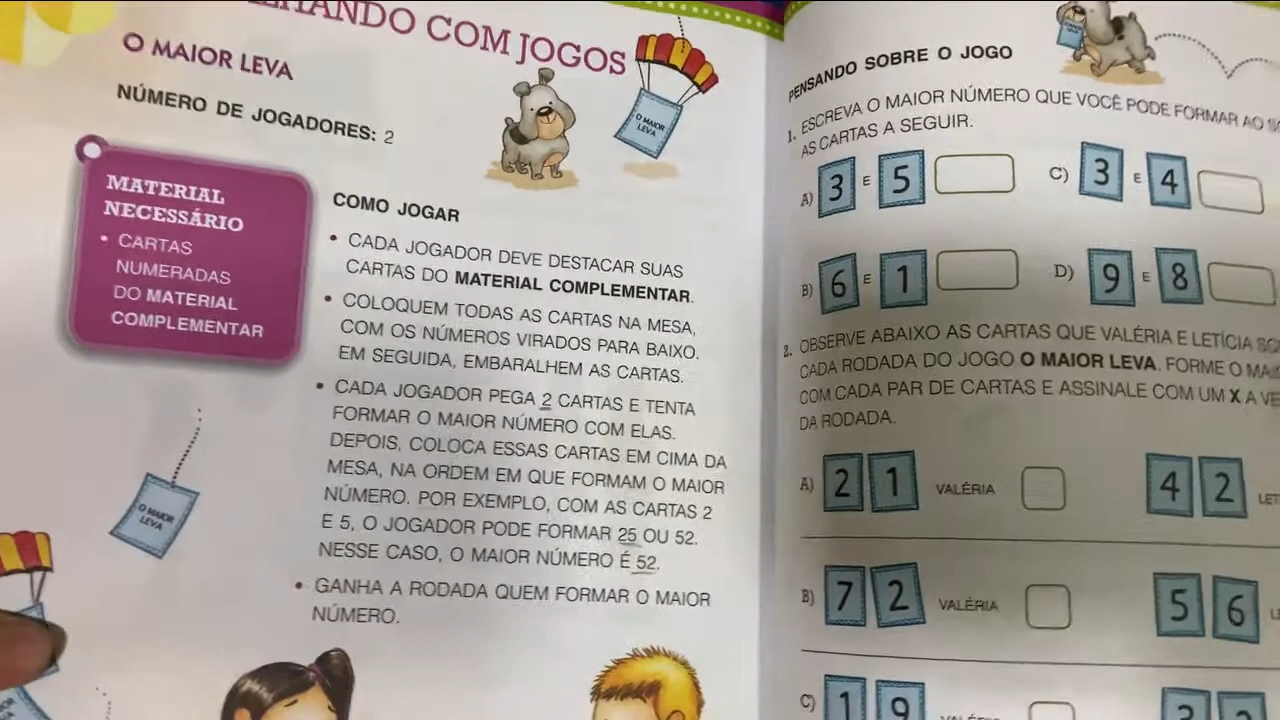 COM JOGOS
O MAIOR LEVA
NÚMERO DE JOGADORES: 2
O MAIOR
LEVA
MATERIAL
NECESSÁRIO
• CARTAS
NUMERADAS
DO MATERIAL
COMPLEMENTAR
COMO JOGAR
• CADA JOGADOR DEVE DESTACAR SUAS
CARTAS DO MATERIAL COMPLEMENTAR.
• COLOQUEM TODAS AS CARTAS NA MESA,
COM OS NÚMEROS VIRADOS PARA BAIXO.
EM SEGUIDA, EMBARALHEM AS CARTAS.
• CADA JOGADOR PEGA 2 CARTAS E TENTA
FORMAR O MAIOR NÚMERO COM ELAS.
DEPOIS, COLOCA ESSAS CARTAS EM CIMA DA
MESA, NA ORDEM EM QUE FORMAM O MAIOR
NÚMERO. POR EXEMPLO, COM AS CARTAS 2
E 5, O JOGADOR PODE FORMAR 25 OU 52.
NESSE CASO, O MAIOR NÚMERO É 52.
• GANHA A RODADA QUEM FORMAR O MAIOR
NÚMERO.
O MAIOR
LEVA
PENSANDO SOBRE O JOGO
1. ESCREVA O MAIOR NÚMERO QUE VOCÊ PODE FORMAR AO
AS CARTAS A SEGUIR.
A) 3 E 5 C) 3 E 4
B) 6 E 1 D) 9 E 8
2. OBSERVE ABAIXO AS CARTAS QUE VALÉRIA E LETÍCIA
CADA RODADA DO JOGO O MAIOR LEVA. FORME O
COM CADA PAR DE CARTAS E ASSINALE COM UM X A
DA RODADA.
A) 2 1 VALÉRIA 4 2
B) 7 2 VALÉRIA 5 6
C) 1 9